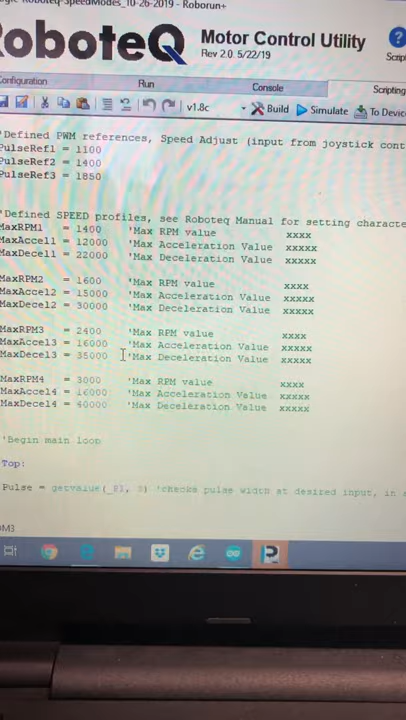 Roboteq-SpeedModes_10-26-2019 - Roborun+
RoboteQ
Motor Control Utility
Rev 2.0. 5/22/19
?
Configuration
Run
Console
Scripting
v1.8c
Build
Simulate
To Device
'Defined PWM references, Speed Adjust (input from joystick cont
PulseRef1 = 1100
PulseRef2 = 1400
PulseRef3 = 1850
'Defined SPEED profiles, see Roboteq Manual for setting characte
MaxRPM1 = 1400 'Max RPM value xxxx
MaxAccel1 = 12000 'Max Acceleration Value xxxxx
MaxDecel1 = 22000 'Max Deceleration Value xxxxx
MaxRPM2 = 1600 'Max RPM value xxxx
MaxAccel2 = 15000 'Max Acceleration Value xxxxx
MaxDecel2 = 30000 'Max Deceleration Value xxxxx
MaxRPM3 = 2400 'Max RPM value xxxx
MaxAccel3 = 16000 'Max Acceleration Value xxxxx
MaxDecel3 = 35000 'Max Deceleration Value xxxxx
MaxRPM4 = 3000 'Max RPM value xxxx
MaxAccel4 = 16000 'Max Acceleration Value xxxxx
MaxDecel4 = 40000 'Max Deceleration Value xxxxx
'Begin main loop
Top:
Pulse = getvalue(_PI, 3) 'checks pulse width at desired input, in
OM3